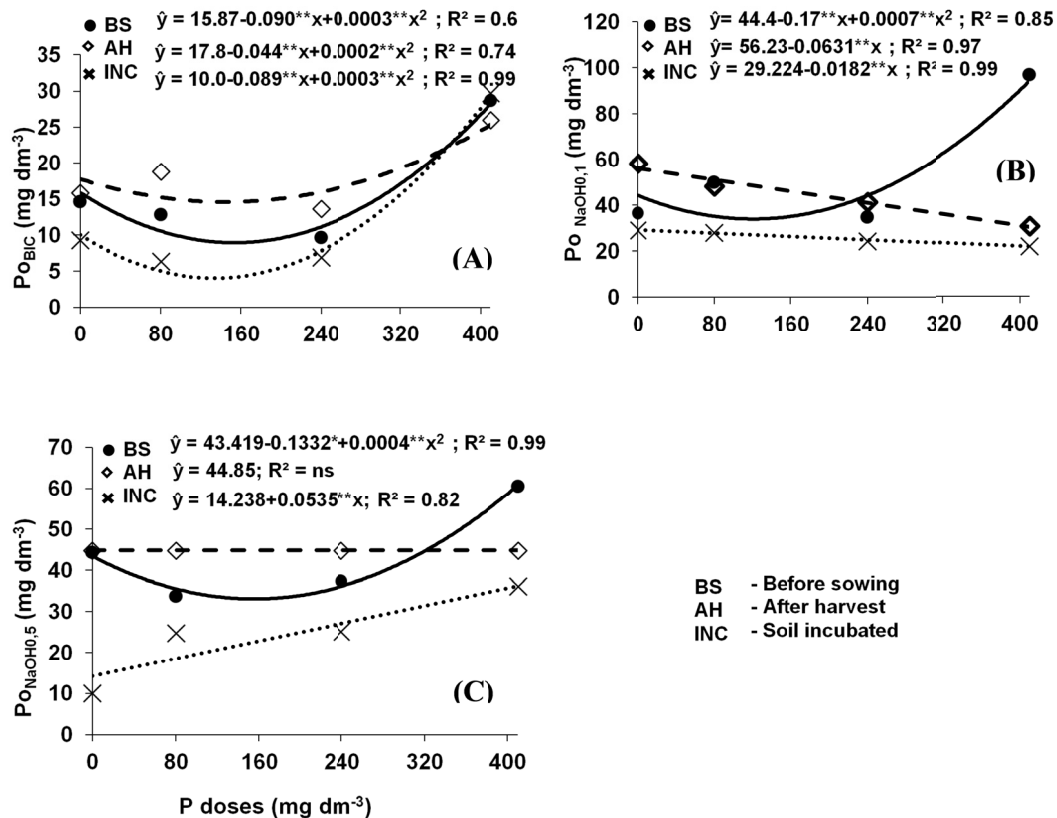 BS ŷ = 15.87-0.090**x+0.0003**x² ; R² = 0.6
AH ŷ = 17.8-0.044**x+0.0002**x² ; R² = 0.74
INC ŷ = 10.0-0.089**x+0.0003**x² ; R² = 0.99
35
30
25
20
15
10
5
0
Po_BIC (mg dm⁻³)
(A)
0 80 160 240 320 400
BS ŷ= 44.4-0.17**x+0.0007**x² ; R² = 0.85
AH ŷ= 56.23-0.0631**x ; R² = 0.97
INC ŷ = 29.224-0.0182**x ; R² = 0.99
120
100
80
60
40
20
0
Po NaOH0,1 (mg dm⁻³)
(B)
0 80 160 240 320 400
BS ŷ = 43.419-0.1332*+0.0004**x² ; R² = 0.99
AH ŷ = 44.85; R² = ns
INC ŷ = 14.238+0.0535**x; R² = 0.82
70
60
50
40
30
20
10
0
Po_NaOH0,5 (mg dm⁻³)
(C)
0 80 160 240 320 400
P doses (mg dm⁻³)
BS - Before sowing
AH - After harvest
INC - Soil incubated